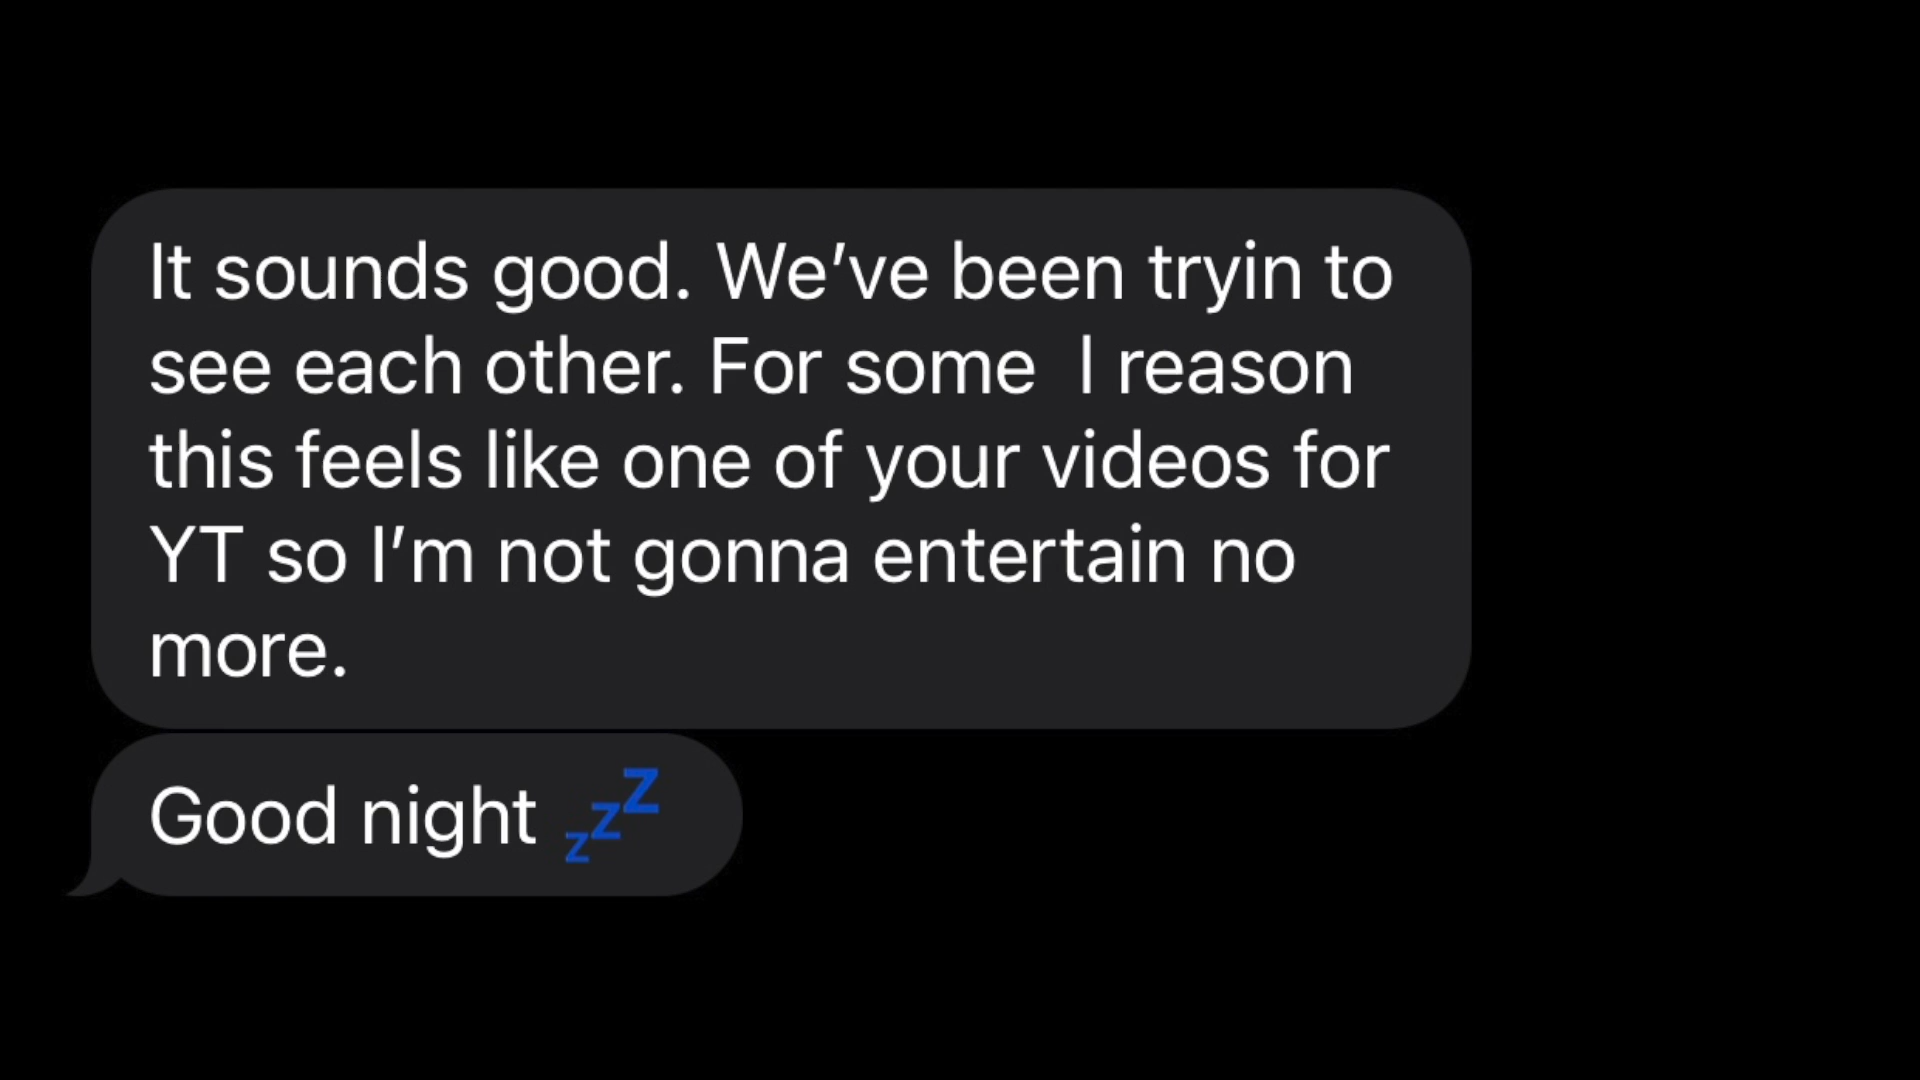 It sounds good. We’ve been tryin to
see each other. For some  I reason
this feels like one of your videos for
YT so I’m not gonna entertain no
more.
Good night 💤